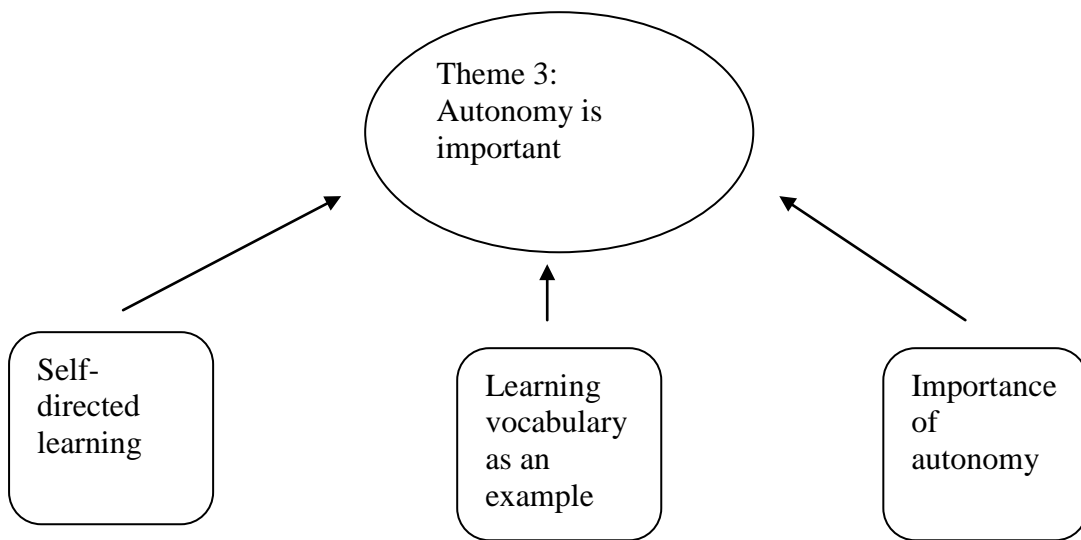 Theme 3:
Autonomy is
important
Self-
directed
learning
Learning
vocabulary
as an
example
Importance
of
autonomy